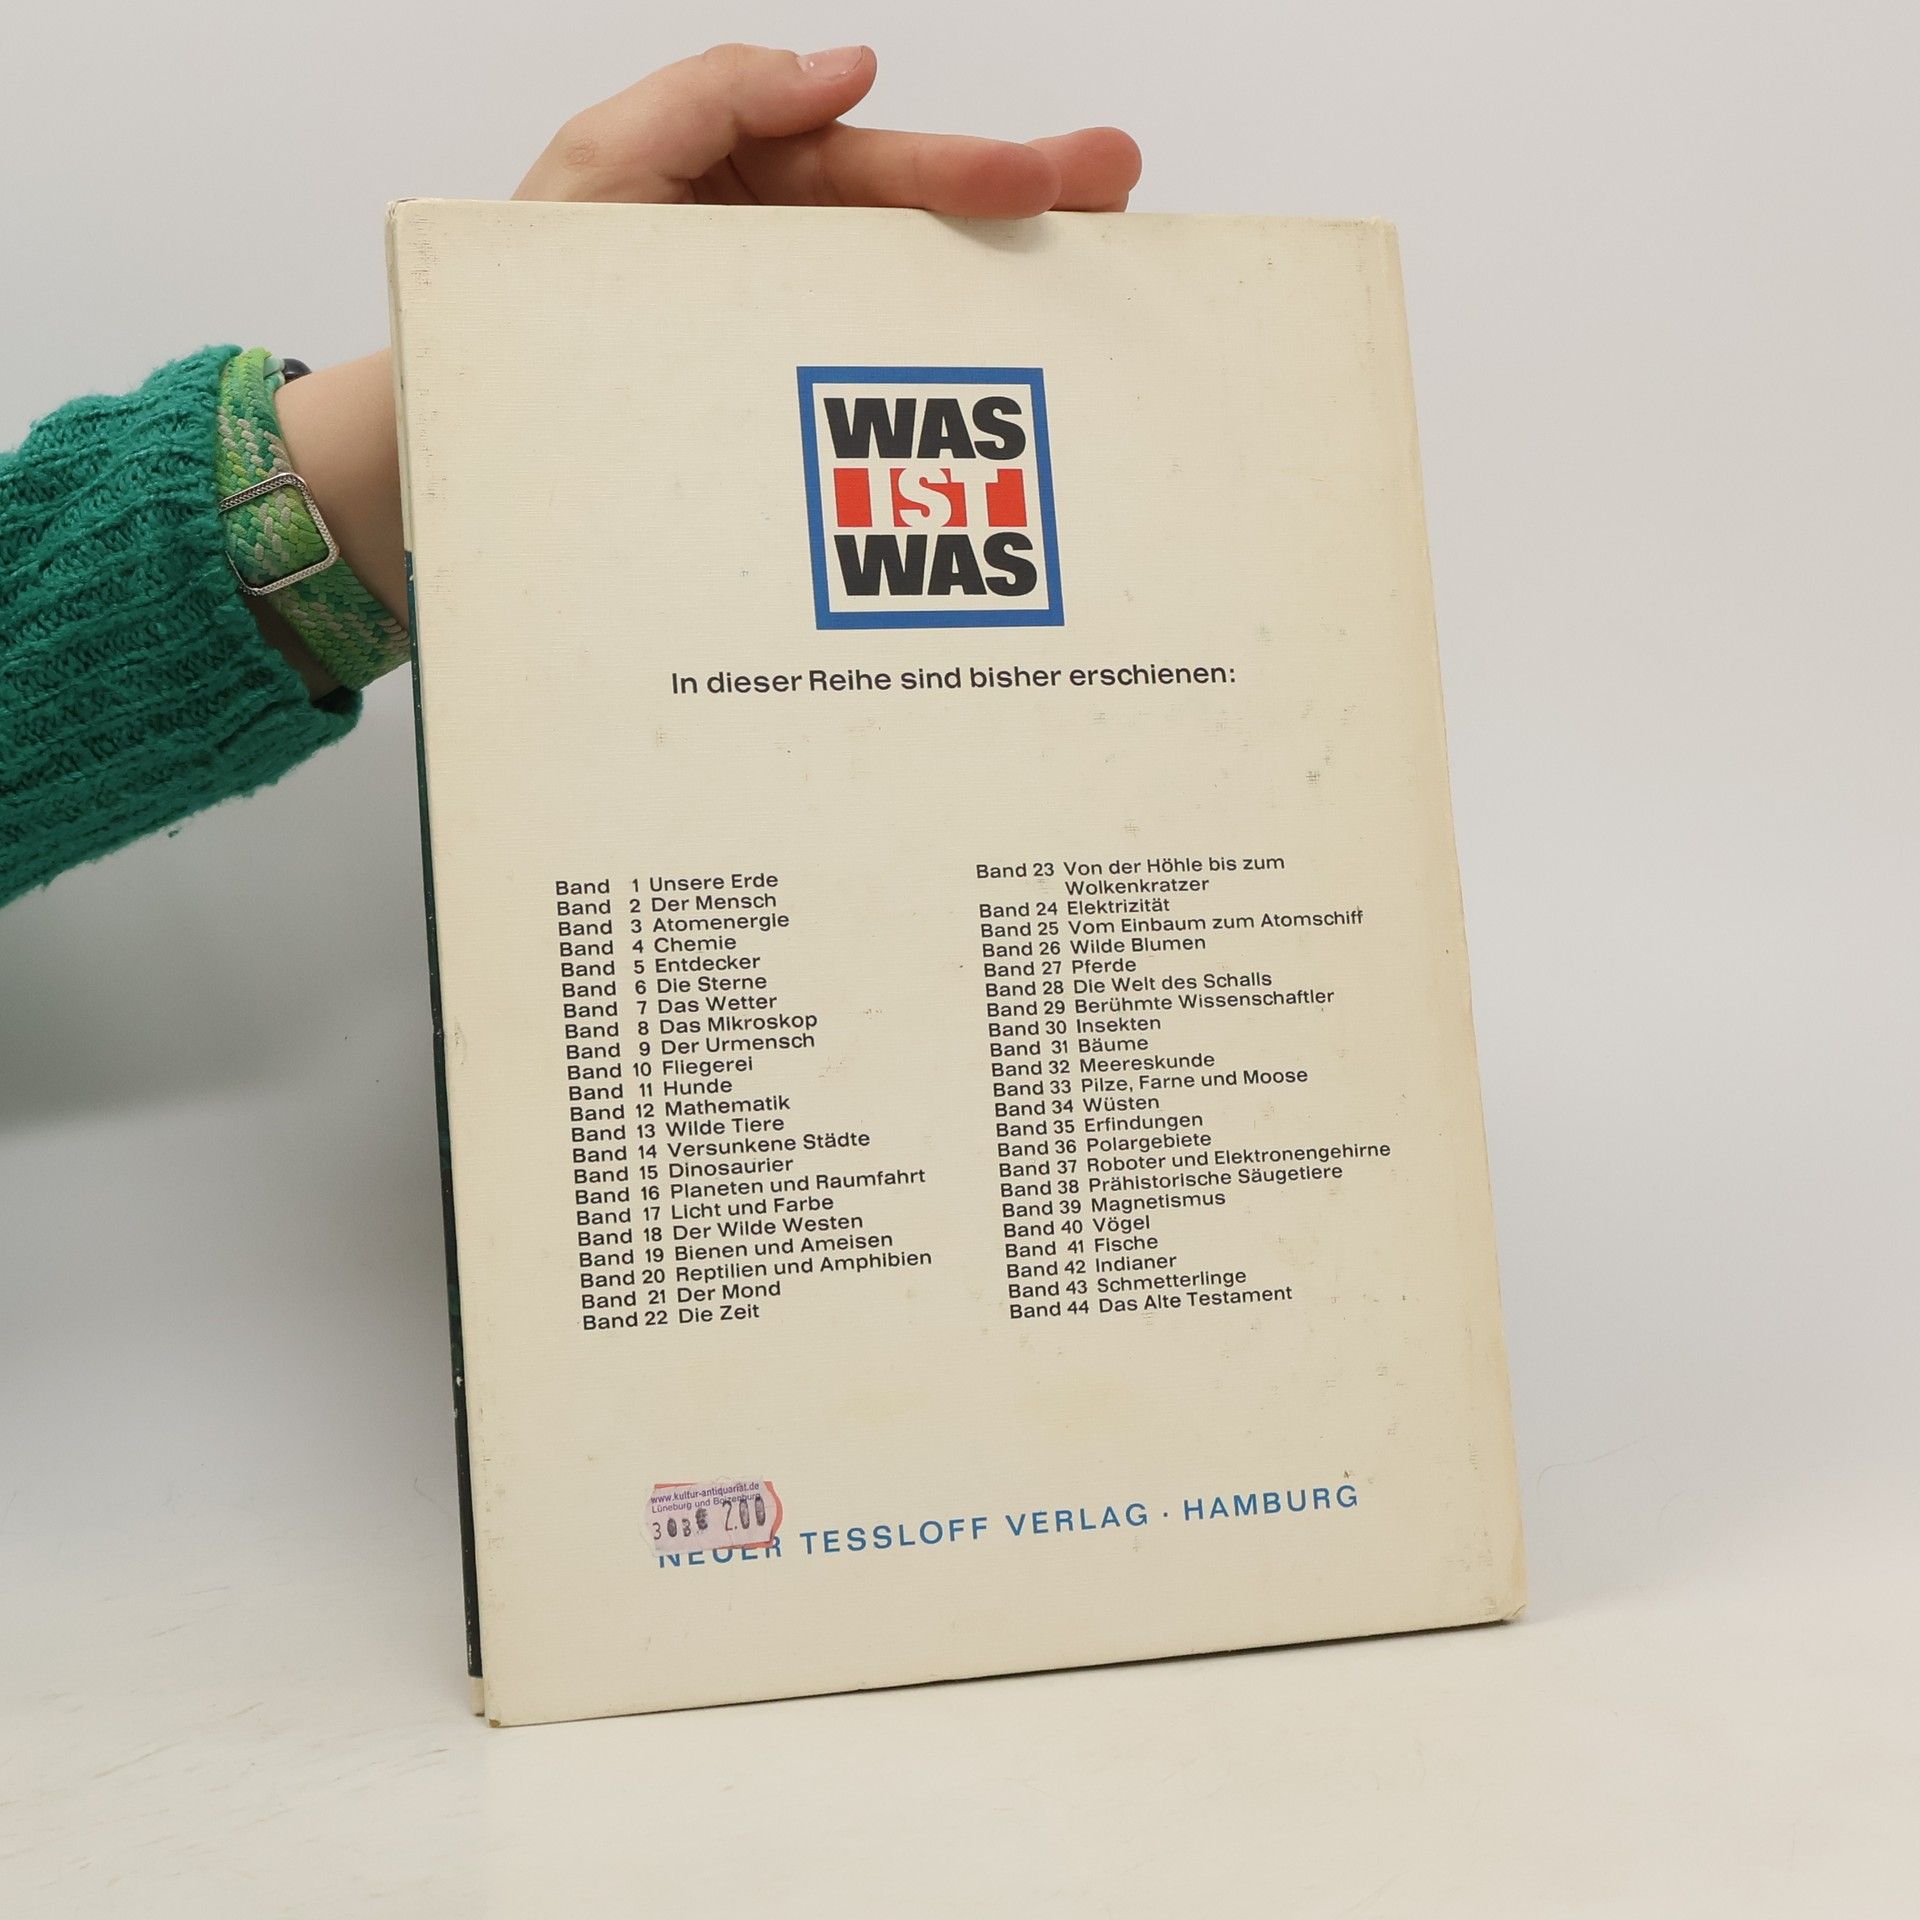 WAS
IST
WAS
In dieser Reihe sind bisher erschienen:
Band 1 Unsere Erde
Band 2 Der Mensch
Band 3 Atomenergie
Band 4 Chemie
Band 5 Entdecker
Band 6 Die Sterne
Band 7 Das Wetter
Band 8 Das Mikroskop
Band 9 Der Urmensch
Band 10 Fliegerei
Band 11 Hunde
Band 12 Mathematik
Band 13 Wilde Tiere
Band 14 Versunkene Städte
Band 15 Dinosaurier
Band 16 Planeten und Raumfahrt
Band 17 Licht und Farbe
Band 18 Der Wilde Westen
Band 19 Bienen und Ameisen
Band 20 Reptilien und Amphibien
Band 21 Der Mond
Band 22 Die Zeit
Band 23 Von der Höhle bis zum
Wolkenkratzer
Band 24 Elektrizität
Band 25 Vom Einbaum zum Atomschiff
Band 26 Wilde Blumen
Band 27 Pferde
Band 28 Die Welt des Schalls
Band 29 Berühmte Wissenschaftler
Band 30 Insekten
Band 31 Bäume
Band 32 Meereskunde
Band 33 Pilze, Farne und Moose
Band 34 Wüsten
Band 35 Erfindungen
Band 36 Polargebiete
Band 37 Roboter und Elektronengehirne
Band 38 Prähistorische Säugetiere
Band 39 Magnetismus
Band 40 Vögel
Band 41 Fische
Band 42 Indianer
Band 43 Schmetterlinge
Band 44 Das Alte Testament
www.kultur-antiquariat.de
Lüneburg und Boizenburg
2.00
NEUER TESSLOFF VERLAG · HAMBURG